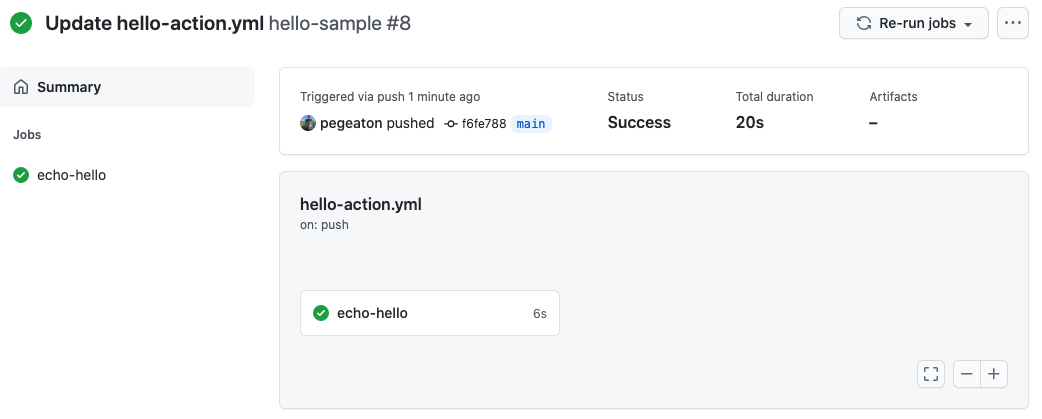 Update hello-action.yml hello-sample #8
Re-run jobs
Summary
Jobs
echo-hello
Triggered via push 1 minute ago
pegeaton pushed f6fe788 main
Status
Success
Total duration
20s
Artifacts
–
hello-action.yml
on: push
echo-hello 6s